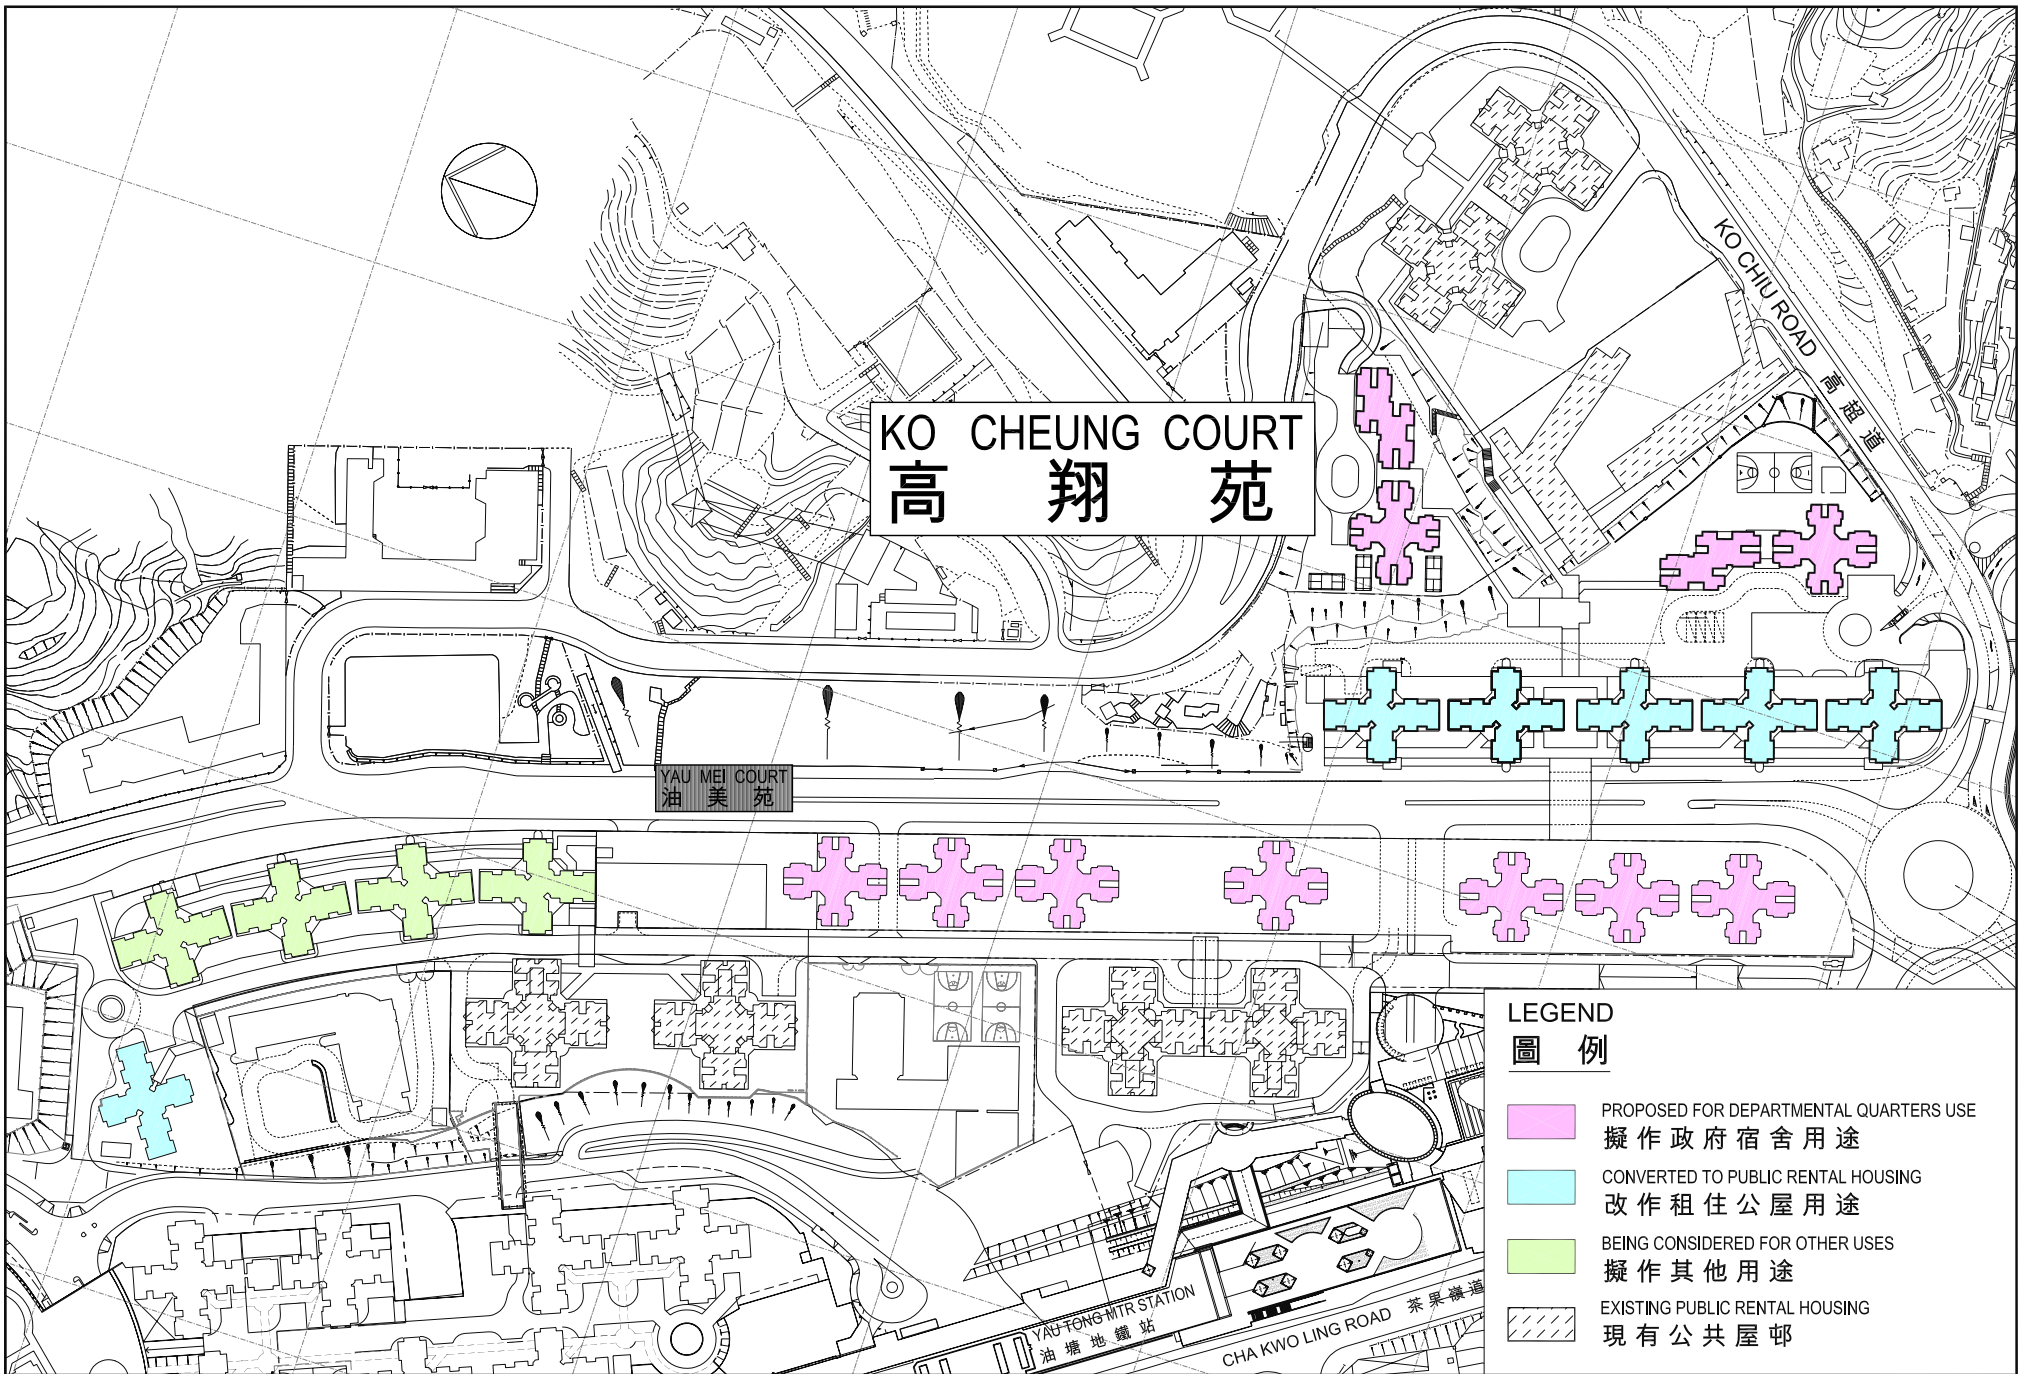 KO CHIU ROAD 高超道
KO CHEUNG COURT
高 翔 苑
YAU MEI COURT
油 美 苑
LEGEND
圖 例
PROPOSED FOR DEPARTMENTAL QUARTERS USE
擬作政府宿舍用途
CONVERTED TO PUBLIC RENTAL HOUSING
改作租住公屋用途
BEING CONSIDERED FOR OTHER USES
擬作其他用途
EXISTING PUBLIC RENTAL HOUSING
現有公共屋邨
YAU TONG MTR STATION
油塘地鐵站
CHA KWO LING ROAD 茶果嶺道